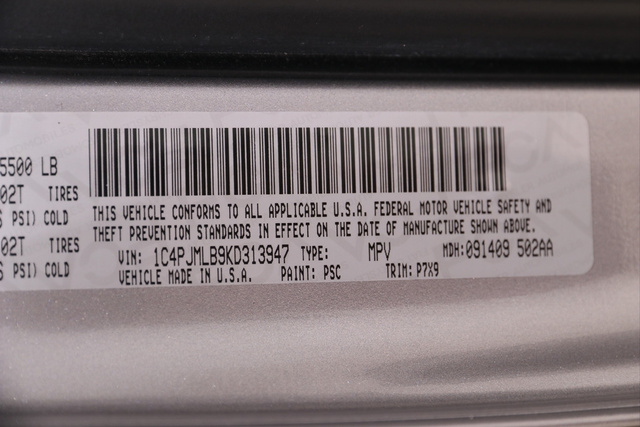 5500 LB
02T TIRES
PSI) COLD
02T TIRES
PSI) COLD
THIS VEHICLE CONFORMS TO ALL APPLICABLE U.S.A. FEDERAL MOTOR VEHICLE SAFETY AND
THEFT PREVENTION STANDARDS IN EFFECT ON THE DATE OF MANUFACTURE SHOWN ABOVE.
VIN: 1C4PJMLB9KD313947 TYPE: MPV MDH:091409 502AA
VEHICLE MADE IN U.S.A. PAINT: PSC TRIM: P7X9